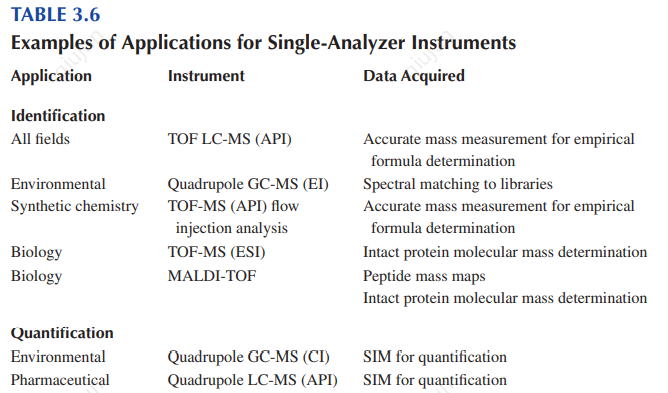 TABLE 3.6
Examples of Applications for Single-Analyzer Instruments
Application Instrument Data Acquired
Identification
All fields TOF LC-MS (API) Accurate mass measurement for empirical
formula determination
Environmental Quadrupole GC-MS (EI) Spectral matching to libraries
Synthetic chemistry TOF-MS (API) flow Accurate mass measurement for empirical
injection analysis formula determination
Biology TOF-MS (ESI) Intact protein molecular mass determination
Biology MALDI-TOF Peptide mass maps
Intact protein molecular mass determination
Quantification
Environmental Quadrupole GC-MS (CI) SIM for quantification
Pharmaceutical Quadrupole LC-MS (API) SIM for quantification